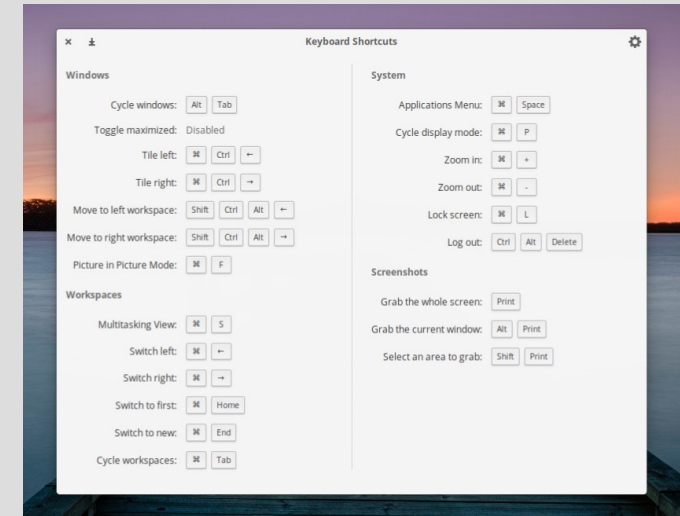 Keyboard Shortcuts
Windows
Cycle windows: Alt Tab
Toggle maximized: Disabled
Tile left: ⌘ Ctrl ←
Tile right: ⌘ Ctrl →
Move to left workspace: Shift Ctrl Alt ←
Move to right workspace: Shift Ctrl Alt →
Picture in Picture Mode: ⌘ F
Workspaces
Multitasking View: ⌘ S
Switch left: ⌘ ←
Switch right: ⌘ →
Switch to first: ⌘ Home
Switch to new: ⌘ End
Cycle workspaces: ⌘ Tab
System
Applications Menu: ⌘ Space
Cycle display mode: ⌘ P
Zoom in: ⌘ +
Zoom out: ⌘ -
Lock screen: ⌘ L
Log out: Ctrl Alt Delete
Screenshots
Grab the whole screen: Print
Grab the current window: Alt Print
Select an area to grab: Shift Print